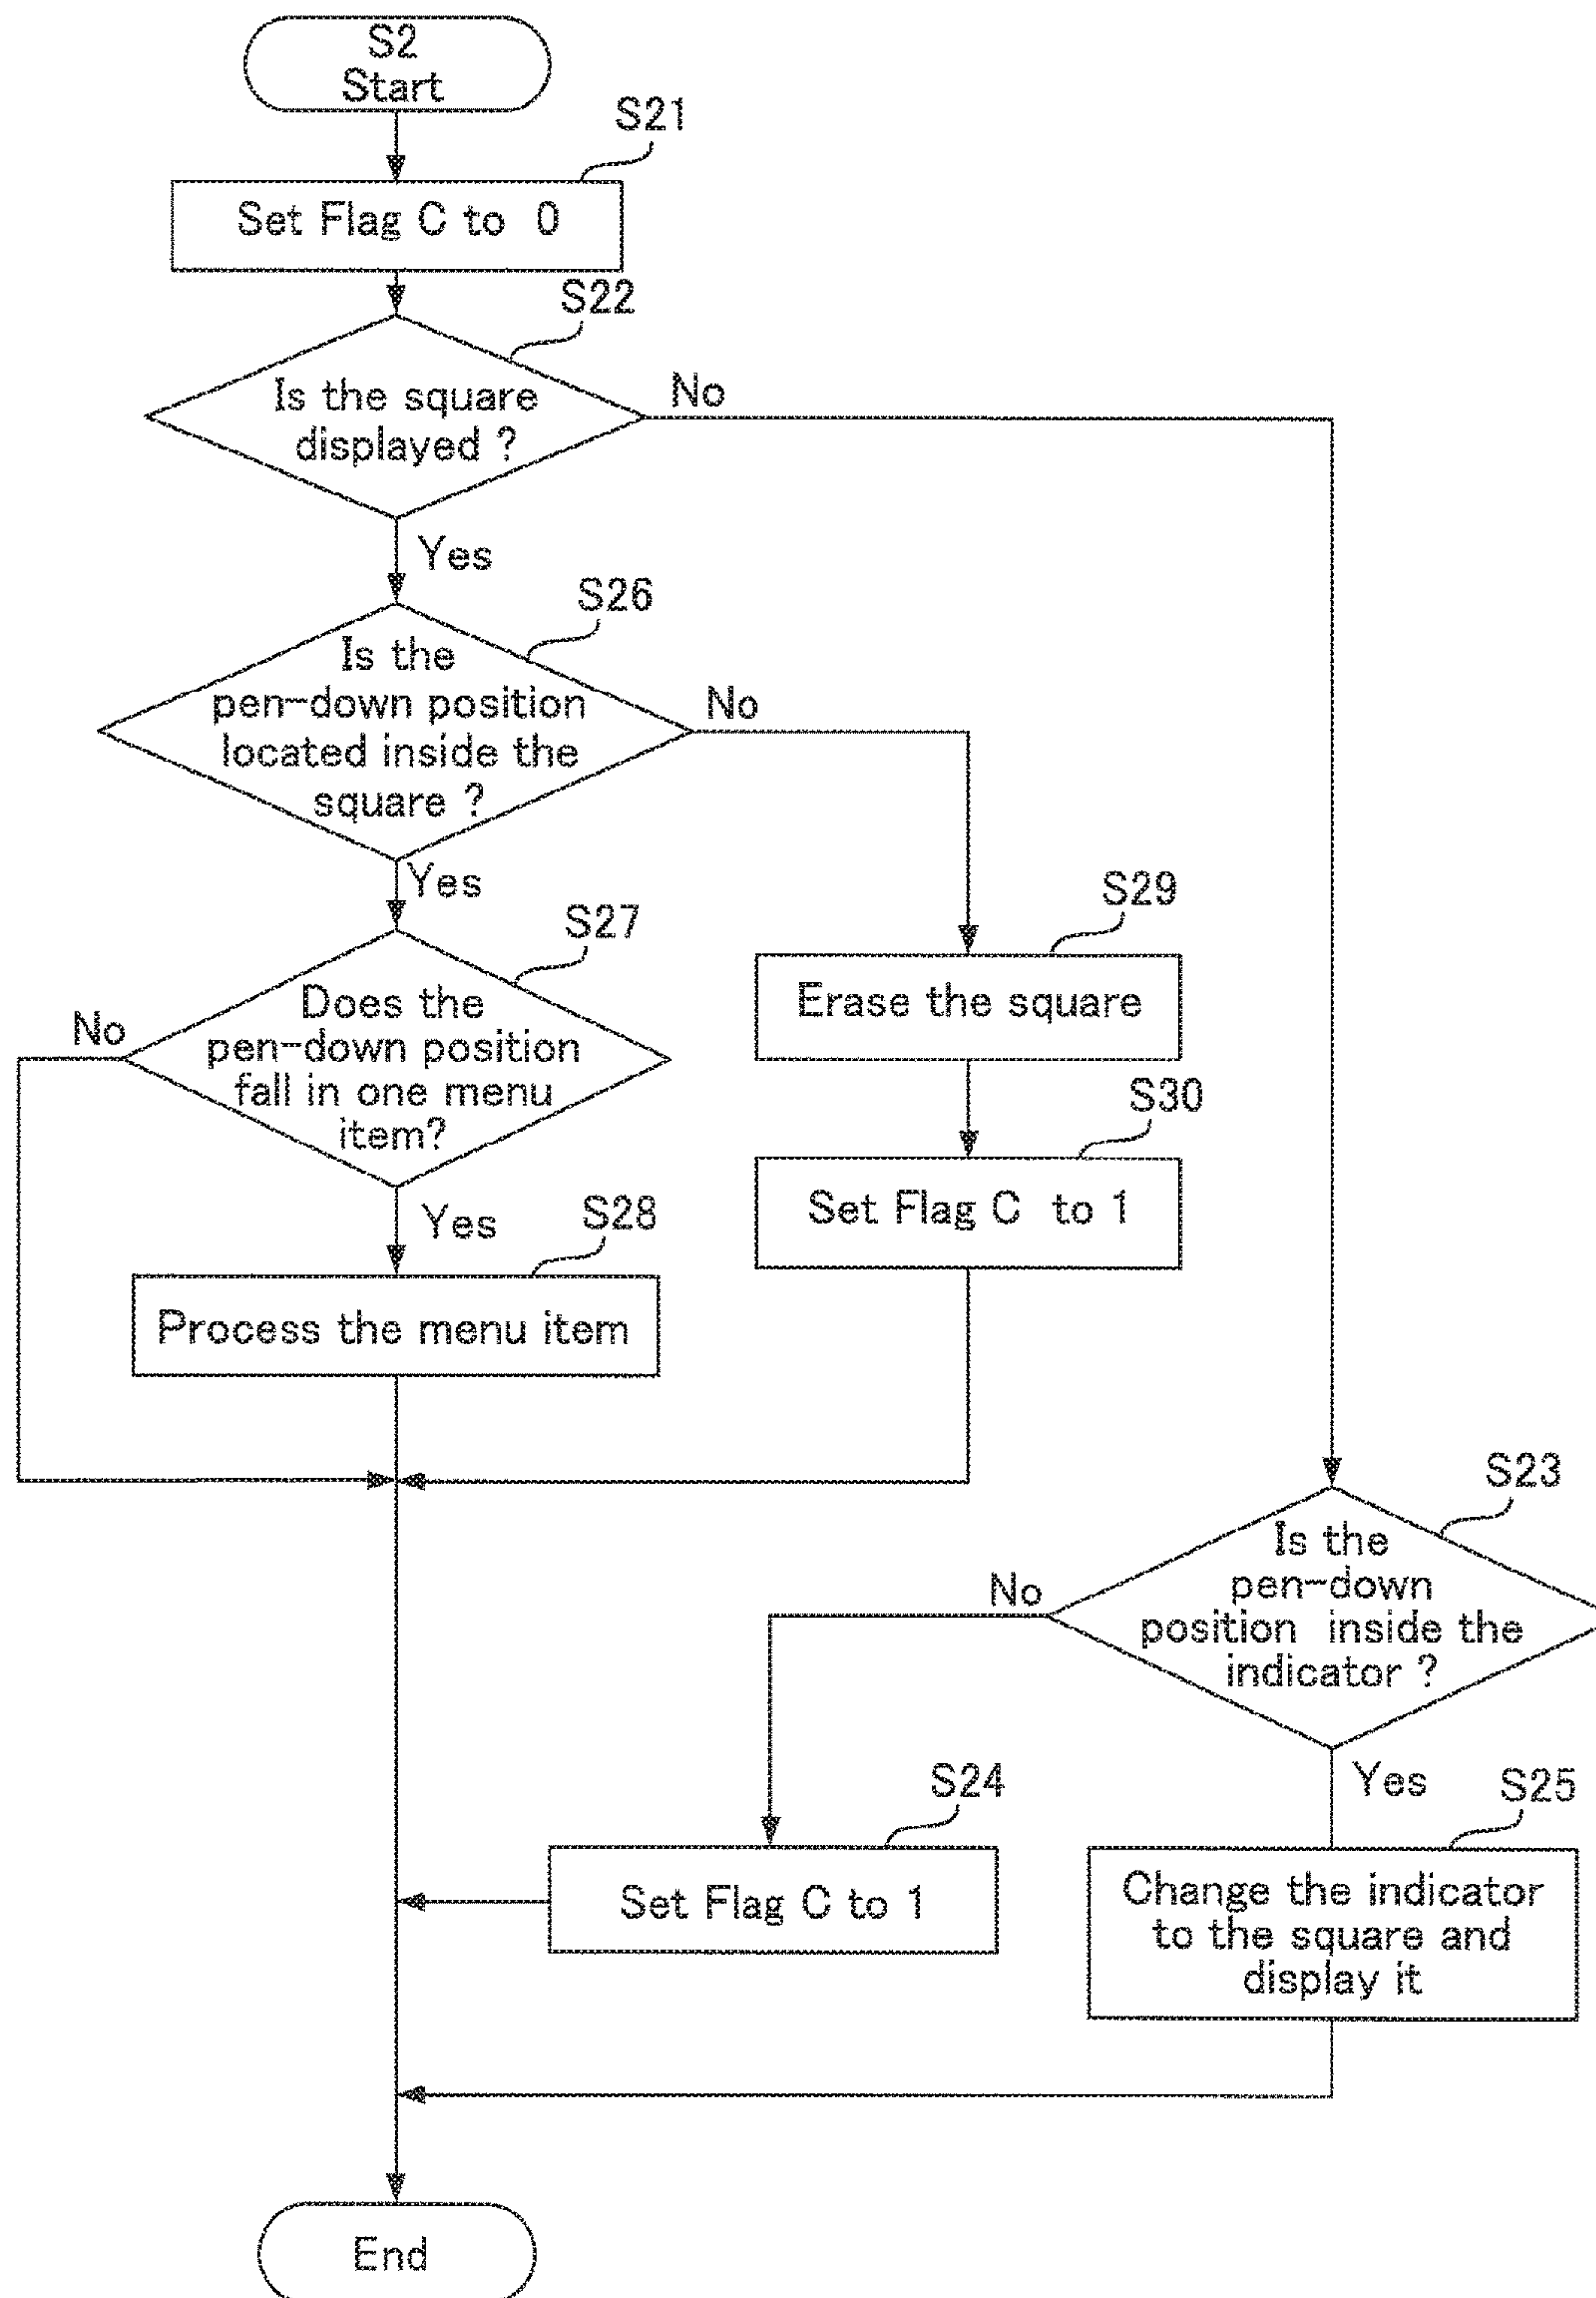 S2
Start
S21
Set Flag C to 0
S22
Is the square
displayed ?
No
Yes
S26
Is the
pen-down position
located inside the
square ?
No
Yes
S27
Does the
pen-down position
fall in one menu
item?
No
Yes
S28
Process the menu item
S29
Erase the square
S30
Set Flag C to 1
S23
Is the
pen-down
position inside the
indicator ?
No
Yes
S24
Set Flag C to 1
S25
Change the indicator
to the square and
display it
End